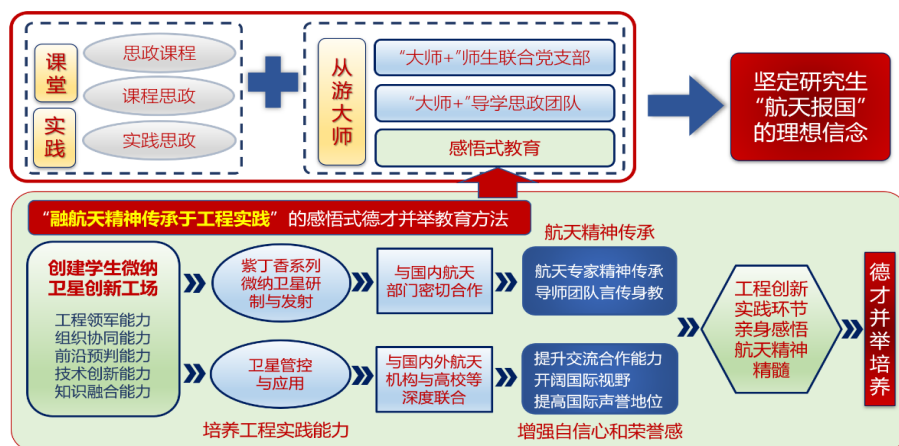 课堂
实践
思政课程
课程思政
实践思政
从游大师
“大师+”师生联合党支部
“大师+”导学思政团队
感悟式教育
坚定研究生
“航天报国”
的理想信念
“融航天精神传承于工程实践”的感悟式德才并举教育方法
创建学生微纳
卫星创新工场
工程领军能力
组织协同能力
前沿预判能力
技术创新能力
知识融合能力
紫丁香系列
微纳卫星研
制与发射
卫星管控
与应用
培养工程实践能力
与国内航天
部门密切合作
与国内外航天
机构与高校等
深度联合
航天精神传承
航天专家精神传承
导师团队言传身教
提升交流合作能力
开阔国际视野
提高国际声誉地位
增强自信心和荣誉感
工程创新
实践环节
亲身感悟
航天精神
精髓
德才并举培养